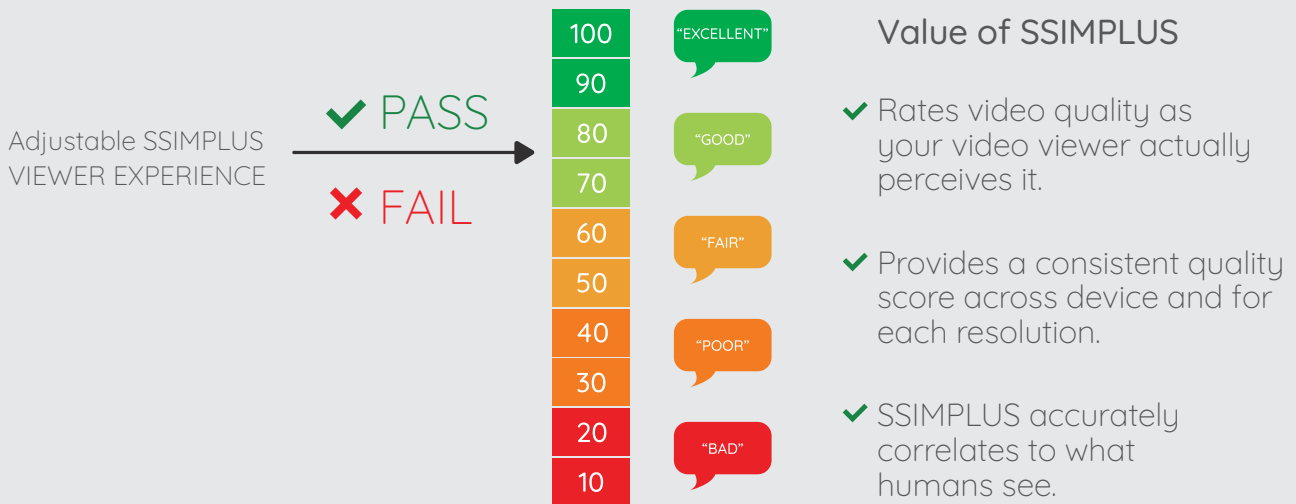 Adjustable SSIMPLUS
VIEWER EXPERIENCE
PASS
FAIL
100
90
80
70
60
50
40
30
20
10
“EXCELLENT”
“GOOD”
“FAIR”
“POOR”
“BAD”
Value of SSIMPLUS
Rates video quality as
your video viewer actually
perceives it.
Provides a consistent quality
score across device and for
each resolution.
SSIMPLUS accurately
correlates to what
humans see.